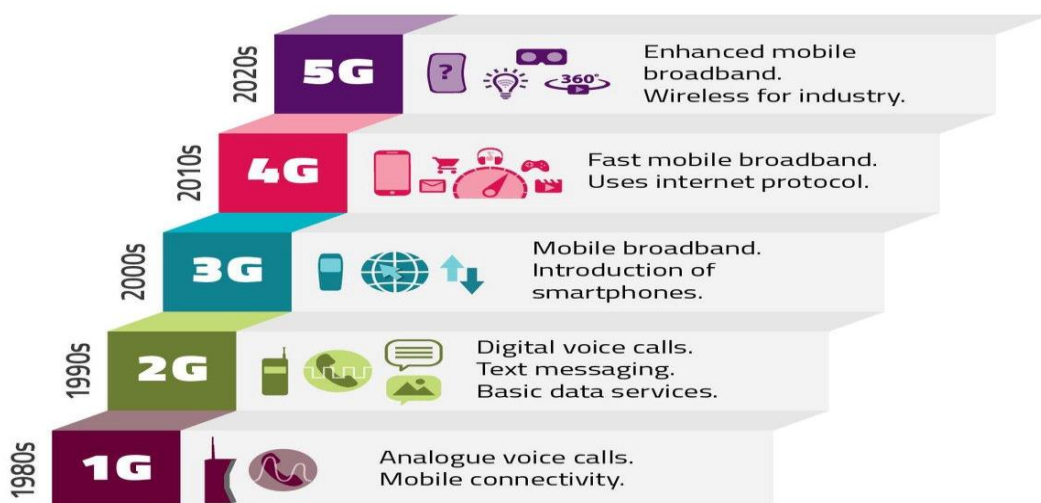 2020s
5G
?
360°
Enhanced mobile
broadband.
Wireless for industry.
2010s
4G
Fast mobile broadband.
Uses internet protocol.
2000s
3G
Mobile broadband.
Introduction of
smartphones.
1990s
2G
Digital voice calls.
Text messaging.
Basic data services.
1980s
1G
Analogue voice calls.
Mobile connectivity.